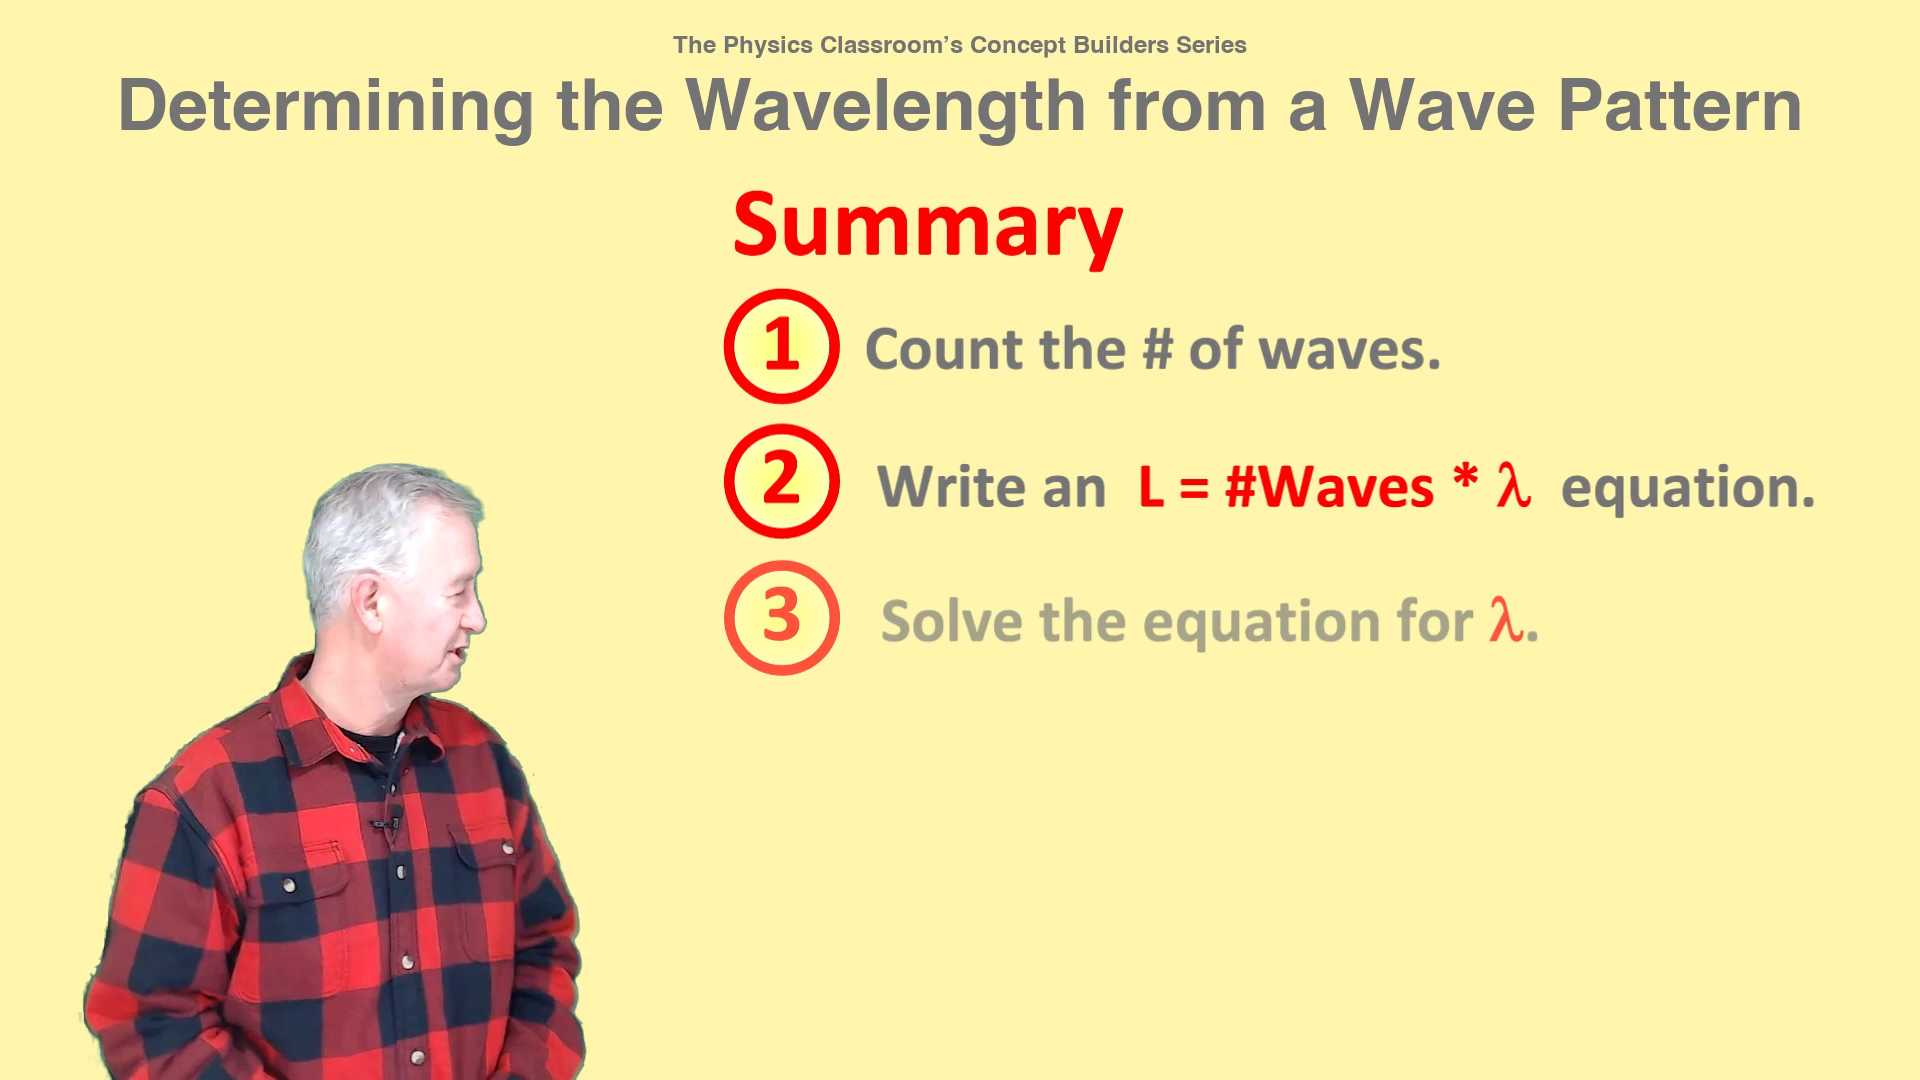 The Physics Classroom’s Concept Builders Series
Determining the Wavelength from a Wave Pattern
Summary
1 Count the # of waves.
2 Write an L = #Waves * λ equation.
3 Solve the equation for λ.